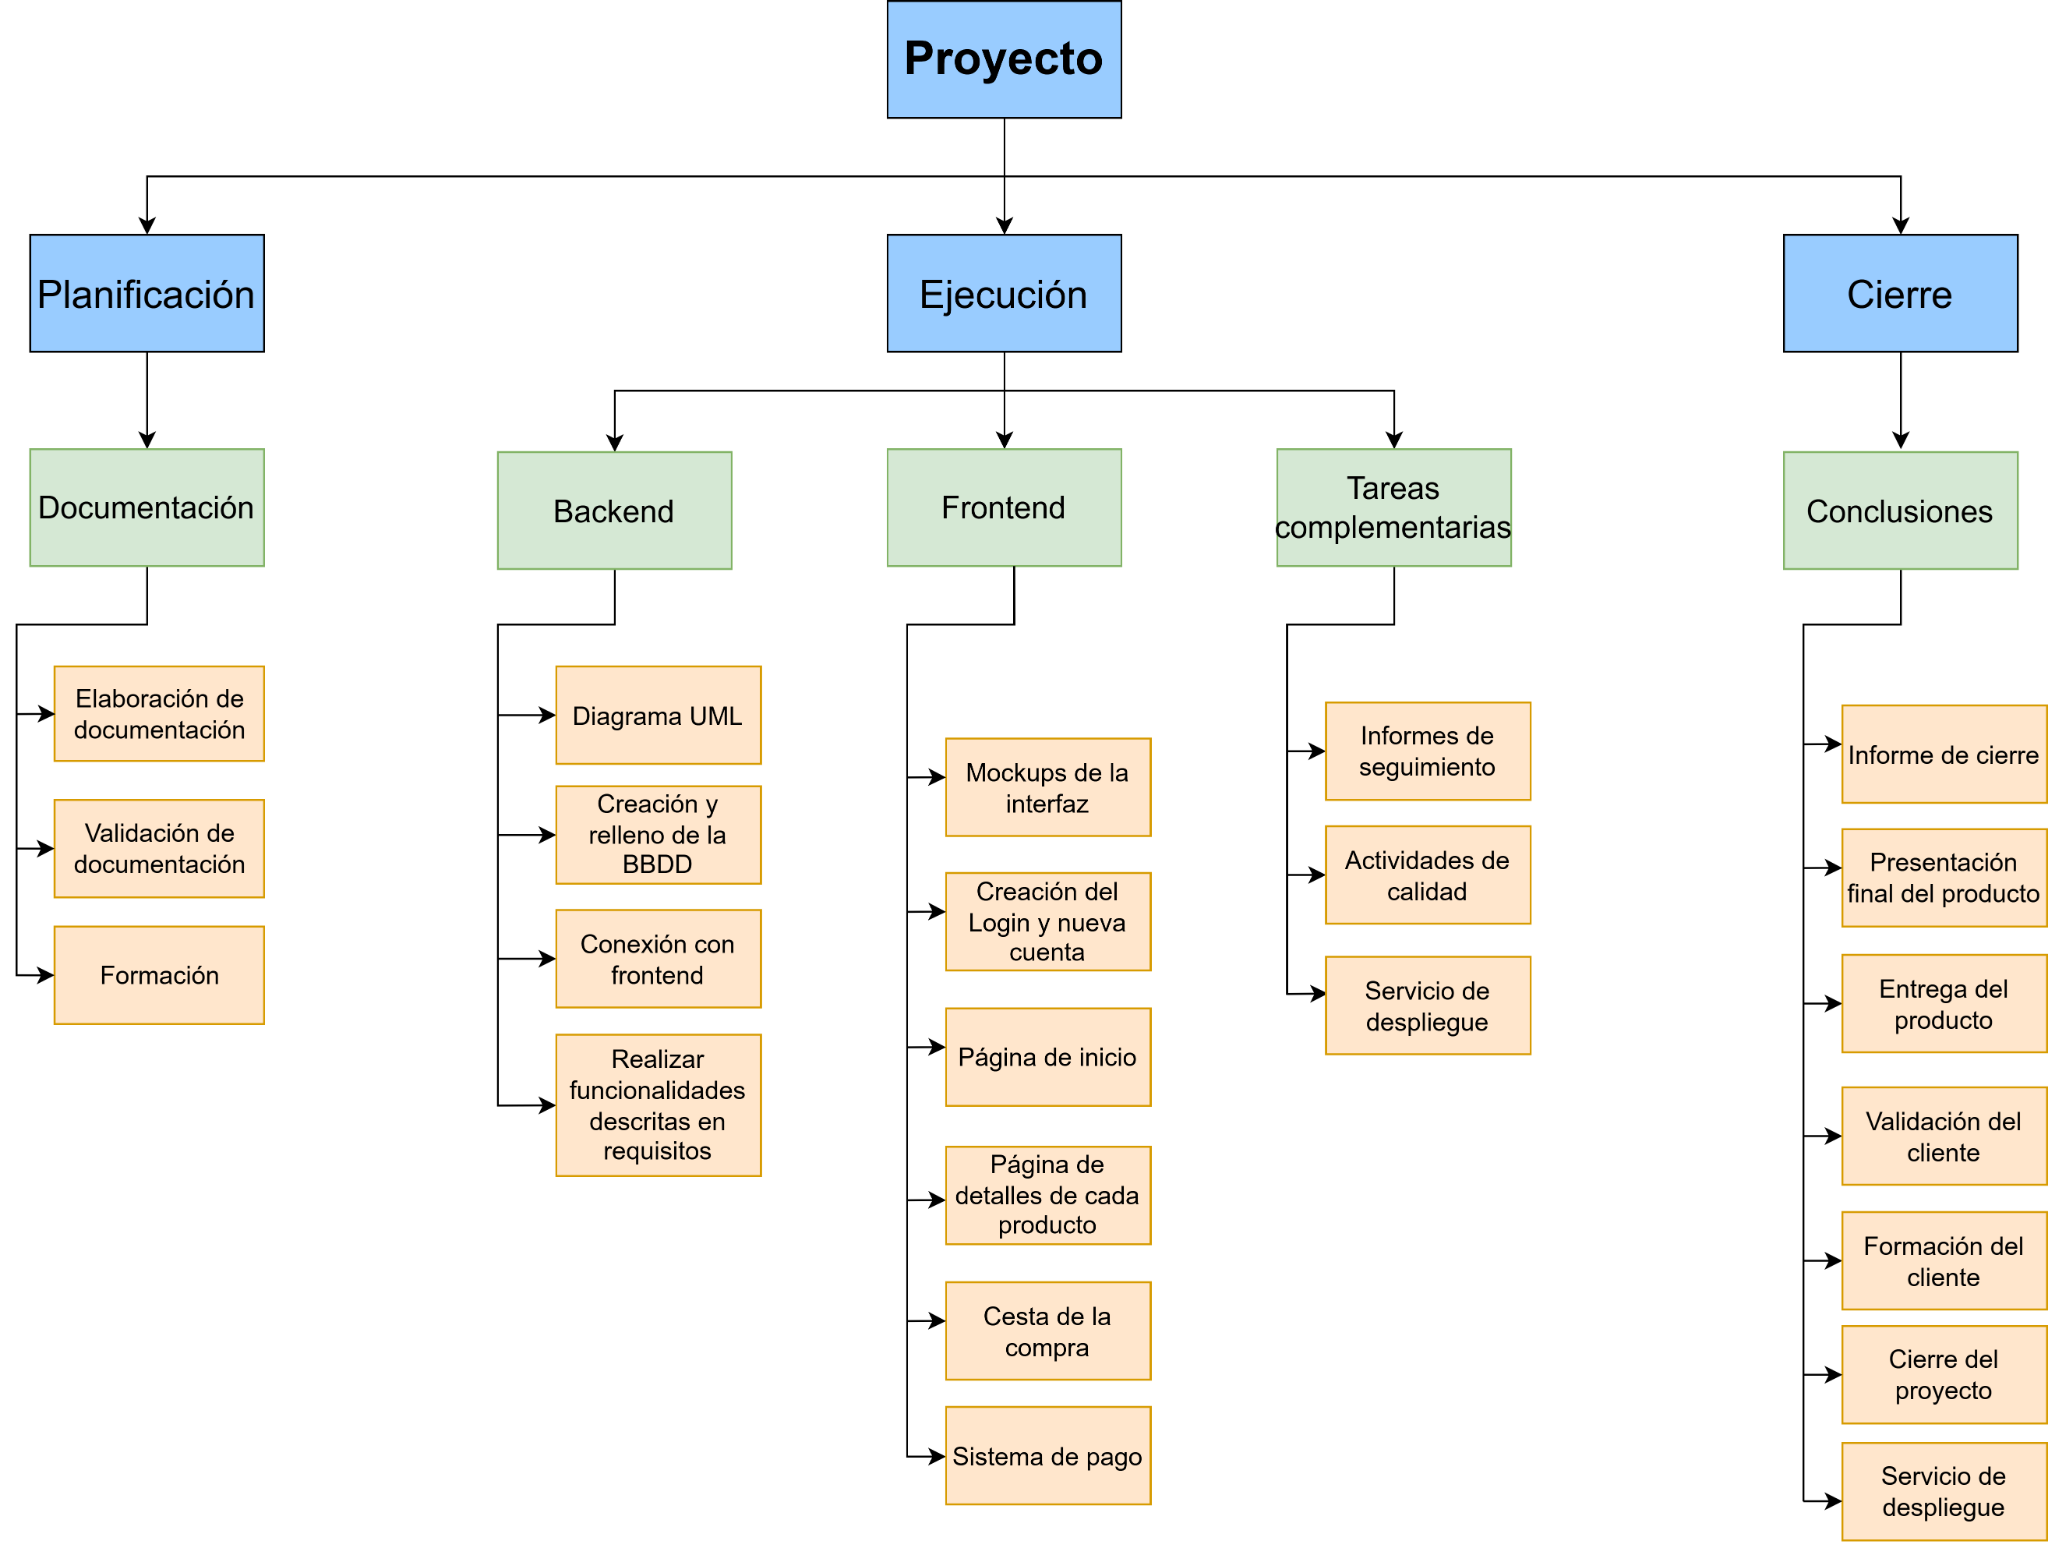 Proyecto
Planificación
Ejecución
Cierre
Documentación
Backend
Frontend
Tareas
complementarias
Conclusiones
Elaboración de
documentación
Validación de
documentación
Formación
Diagrama UML
Creación y
relleno de la
BBDD
Conexión con
frontend
Realizar
funcionalidades
descritas en
requisitos
Mockups de la
interfaz
Creación del
Login y nueva
cuenta
Página de inicio
Página de
detalles de cada
producto
Cesta de la
compra
Sistema de pago
Informes de
seguimiento
Actividades de
calidad
Servicio de
despliegue
Informe de cierre
Presentación
final del producto
Entrega del
producto
Validación del
cliente
Formación del
cliente
Cierre del
proyecto
Servicio de
despliegue